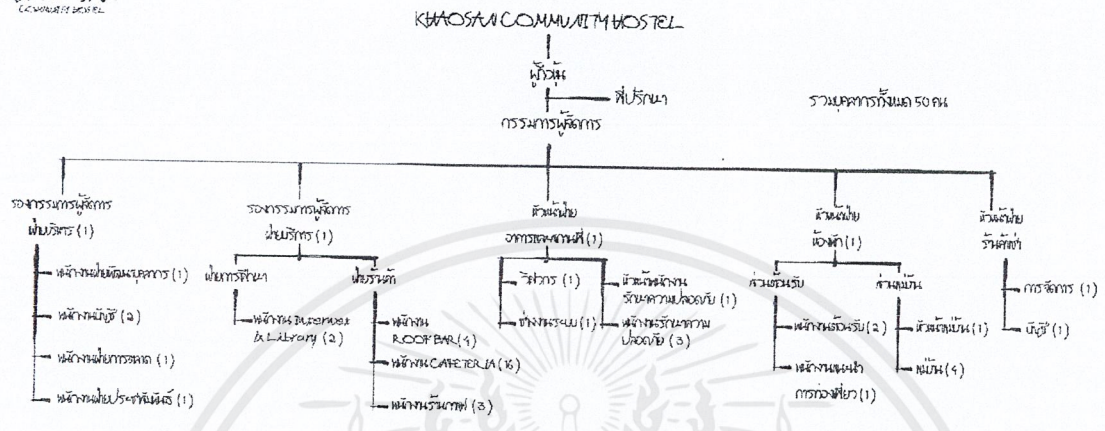 COMMUNITY HOSTEL
KHAOSAN COMMUNITY HOSTEL
ผู้ถือหุ้น
ที่ปรึกษา
รวมบุคลากรทั้งหมด 50 คน
กรรมการผู้จัดการ
รองกรรมการผู้จัดการ
ฝ่ายบริหาร (1)
พนักงานฝ่ายพัฒนาบุคลากร (1)
พนักงานบัญชี (2)
พนักงานฝ่ายการตลาด (1)
พนักงานฝ่ายประชาสัมพันธ์ (1)
รองกรรมการผู้จัดการ
ฝ่ายบริการ (1)
ฝ่ายการศึกษา
พนักงาน Internet
& Library (2)
ฝ่ายร้านค้า
พนักงาน
ROOF BAR (4)
พนักงาน CAFETERIA (16)
พนักงานร้านกาแฟ (3)
หัวหน้าฝ่าย
อาคารและสถานที่ (1)
วิศวกร (1)
ช่างงานระบบ (1)
หัวหน้าพนักงาน
รักษาความปลอดภัย (1)
พนักงานรักษาความ
ปลอดภัย (3)
หัวหน้าฝ่าย
ห้องพัก (1)
ส่วนต้อนรับ
พนักงานต้อนรับ (2)
พนักงานแนะนำ
การท่องเที่ยว (1)
ส่วนแม่บ้าน
หัวหน้าแม่บ้าน (1)
แม่บ้าน (4)
หัวหน้าฝ่าย
ร้านค้าเช่า
การจัดการ (1)
บัญชี (1)